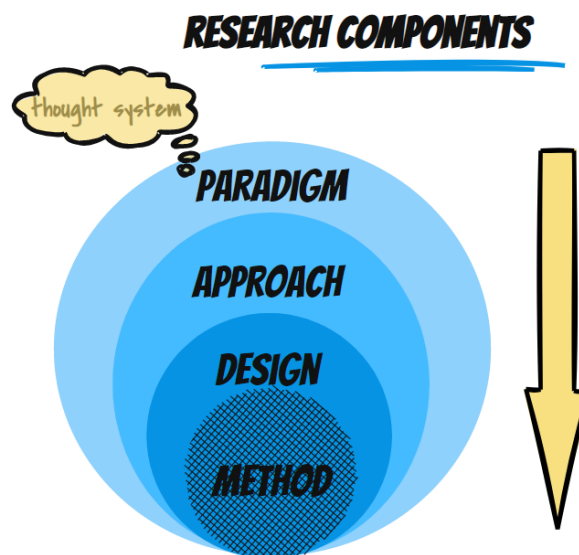 RESEARCH COMPONENTS
thought system
PARADIGM
APPROACH
DESIGN
METHOD